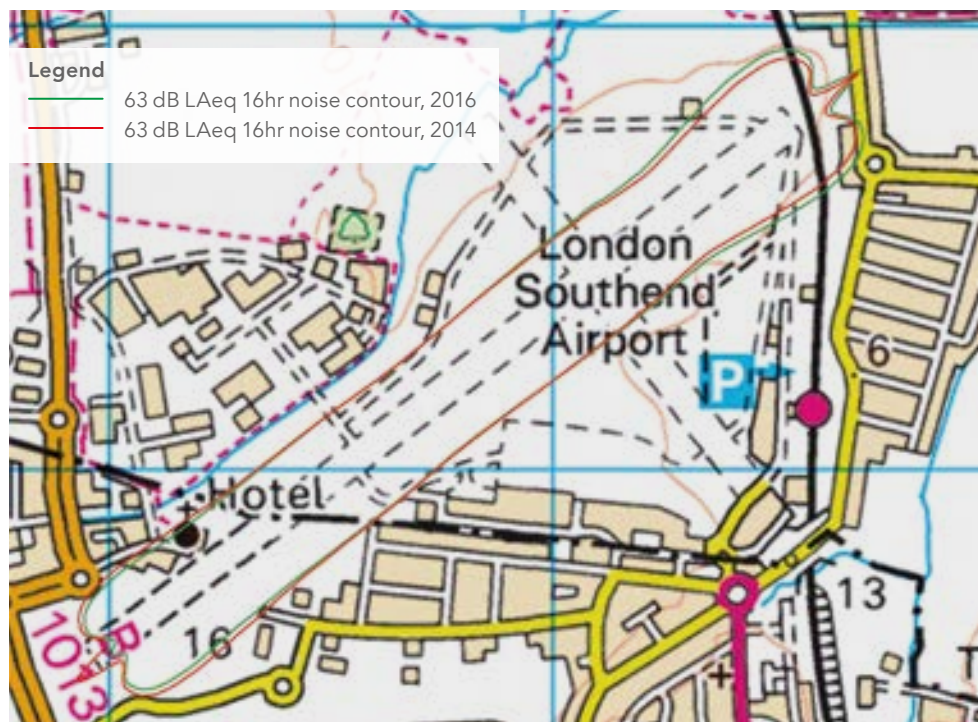 Legend
63 dB LAeq 16hr noise contour, 2016
63 dB LAeq 16hr noise contour, 2014
London
Southend
Airport
P
6
Hotel
13
16
B
1013
T